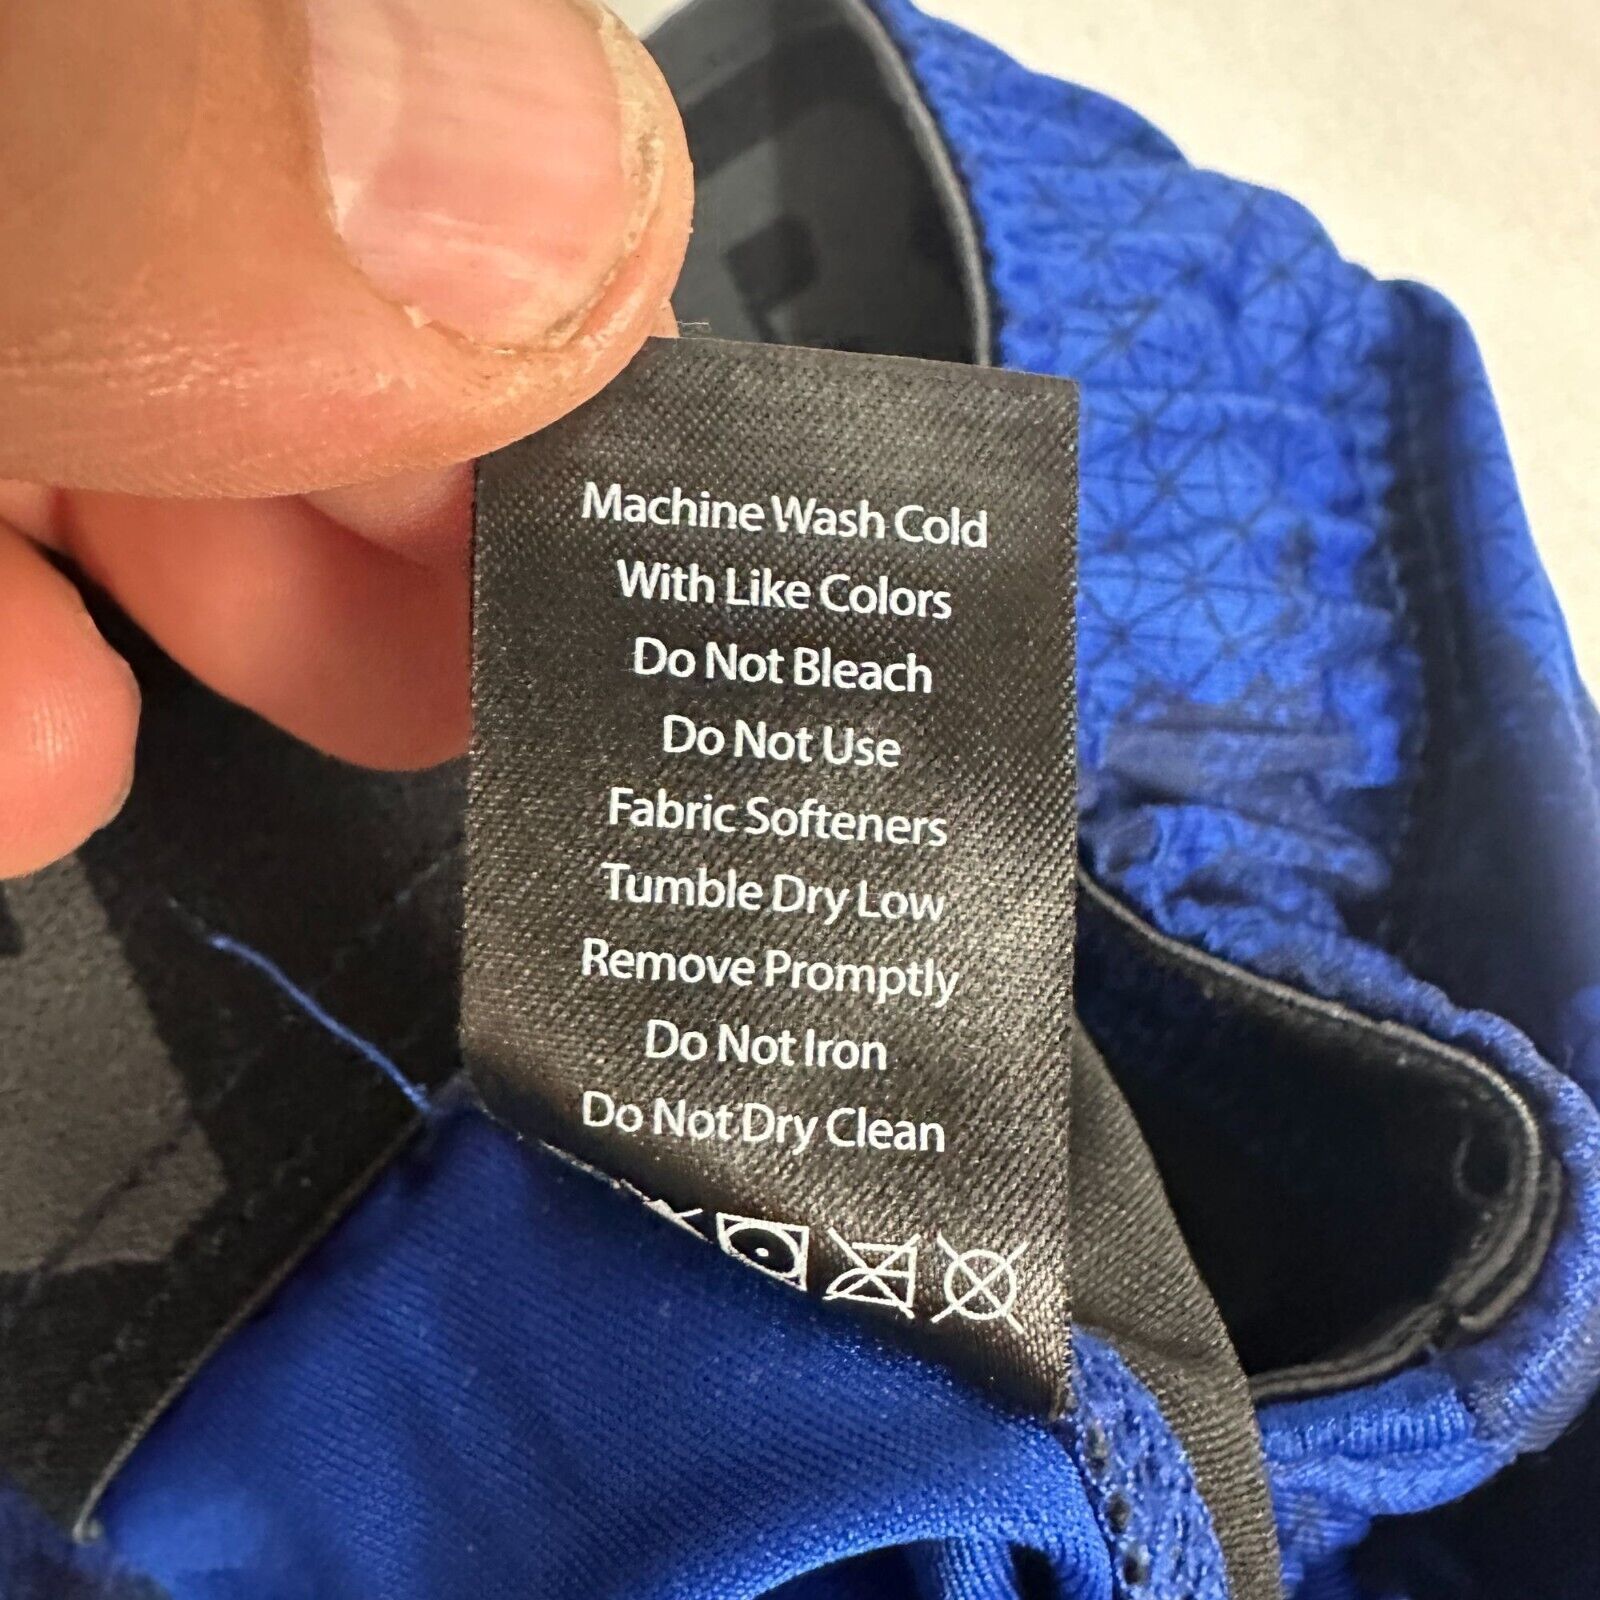 Machine Wash Cold
With Like Colors
Do Not Bleach
Do Not Use
Fabric Softeners
Tumble Dry Low
Remove Promptly
Do Not Iron
Do Not Dry Clean